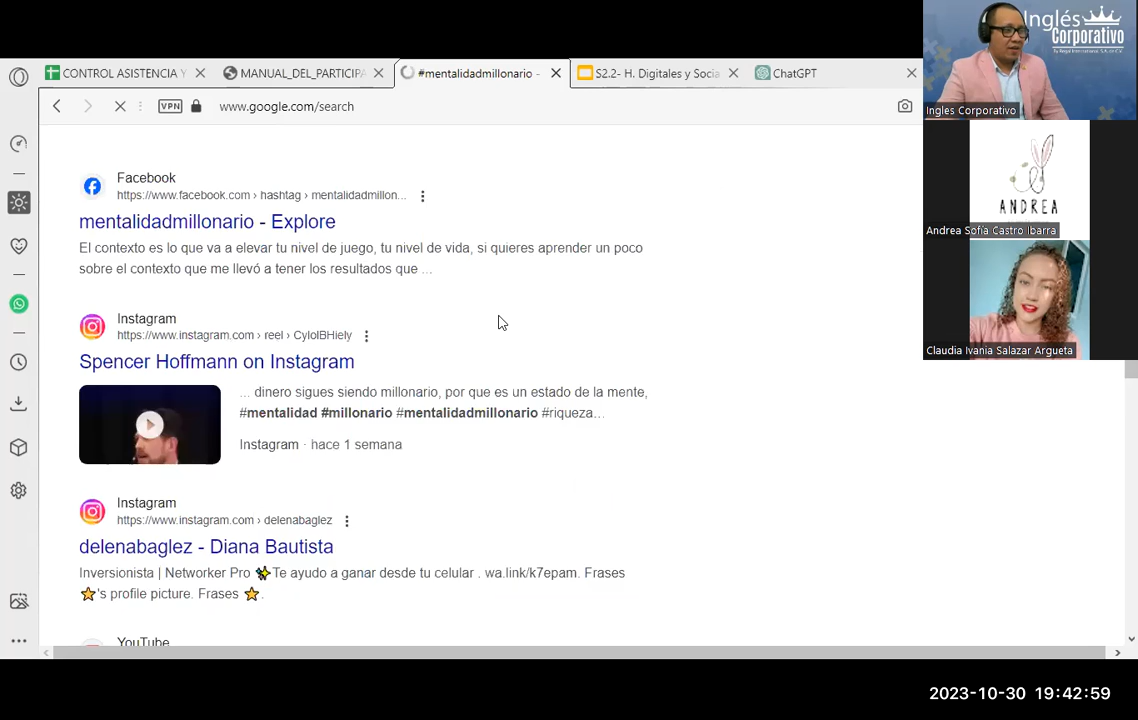 CONTROL ASISTENCIA Y
MANUAL_DEL_PARTICIPA
#mentalidadmillonario -
S2.2- H. Digitales y Socia
ChatGPT
VPN
www.google.com/search
Facebook
https://www.facebook.com › hashtag › mentalidadmillon...
mentalidadmillonario - Explore
El contexto es lo que va a elevar tu nivel de juego, tu nivel de vida, si quieres aprender un poco
sobre el contexto que me llevó a tener los resultados que ...
Instagram
https://www.instagram.com › reel › CylolBHiely
Spencer Hoffmann on Instagram
... dinero sigues siendo millonario, por que es un estado de la mente,
#mentalidad #millonario #mentalidadmillonario #riqueza...
Instagram · hace 1 semana
Instagram
https://www.instagram.com › delenabaglez
delenabaglez - Diana Bautista
Inversionista | Networker Pro ✨Te ayudo a ganar desde tu celular . wa.link/k7epam. Frases
⭐'s profile picture. Frases ⭐.
YouTube
Inglés
Corporativo
Ingles Corporativo
ANDREA
Andrea Sofía Castro Ibarra
Claudia Ivania Salazar Argueta
2023-10-30 19:42:59